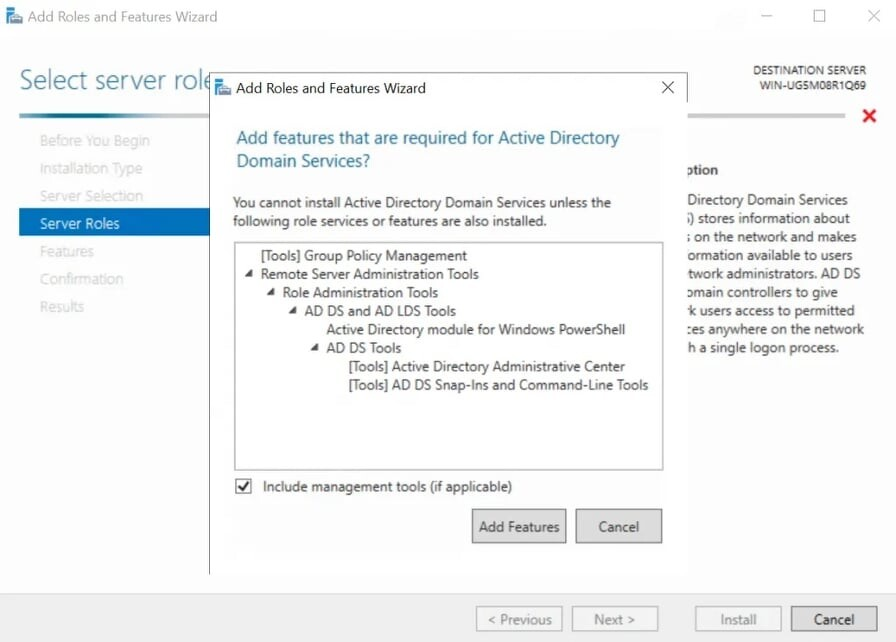 Add Roles and Features Wizard
Select server role
DESTINATION SERVER
WIN-UG5M08R1Q69
Before You Begin
Installation Type
Server Selection
Server Roles
Features
Confirmation
Results
Add Roles and Features Wizard
Add features that are required for Active Directory
Domain Services?
You cannot install Active Directory Domain Services unless the
following role services or features are also installed.
[Tools] Group Policy Management
Remote Server Administration Tools
Role Administration Tools
AD DS and AD LDS Tools
Active Directory module for Windows PowerShell
AD DS Tools
[Tools] Active Directory Administrative Center
[Tools] AD DS Snap-Ins and Command-Line Tools
Include management tools (if applicable)
Add Features
Cancel
ption
Directory Domain Services
) stores information about
s on the network and makes
ormation available to users
twork administrators. AD DS
omain controllers to give
rk users access to permitted
ces anywhere on the network
h a single logon process.
< Previous
Next >
Install
Cancel